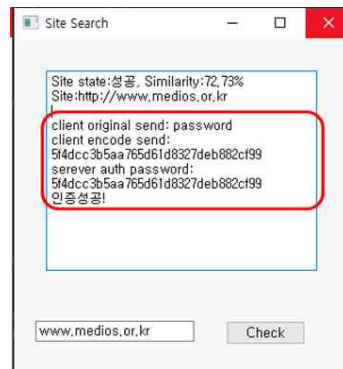 Site Search
Site state:성공, Similarity:72,73%
Site:http://www.medios.or.kr
client original send: password
client encode send:
5f4dcc3b5aa765d61d8327deb882cf99
serever auth password:
5f4dcc3b5aa765d61d8327deb882cf99
인증성공!
www.medios.or.kr
Check